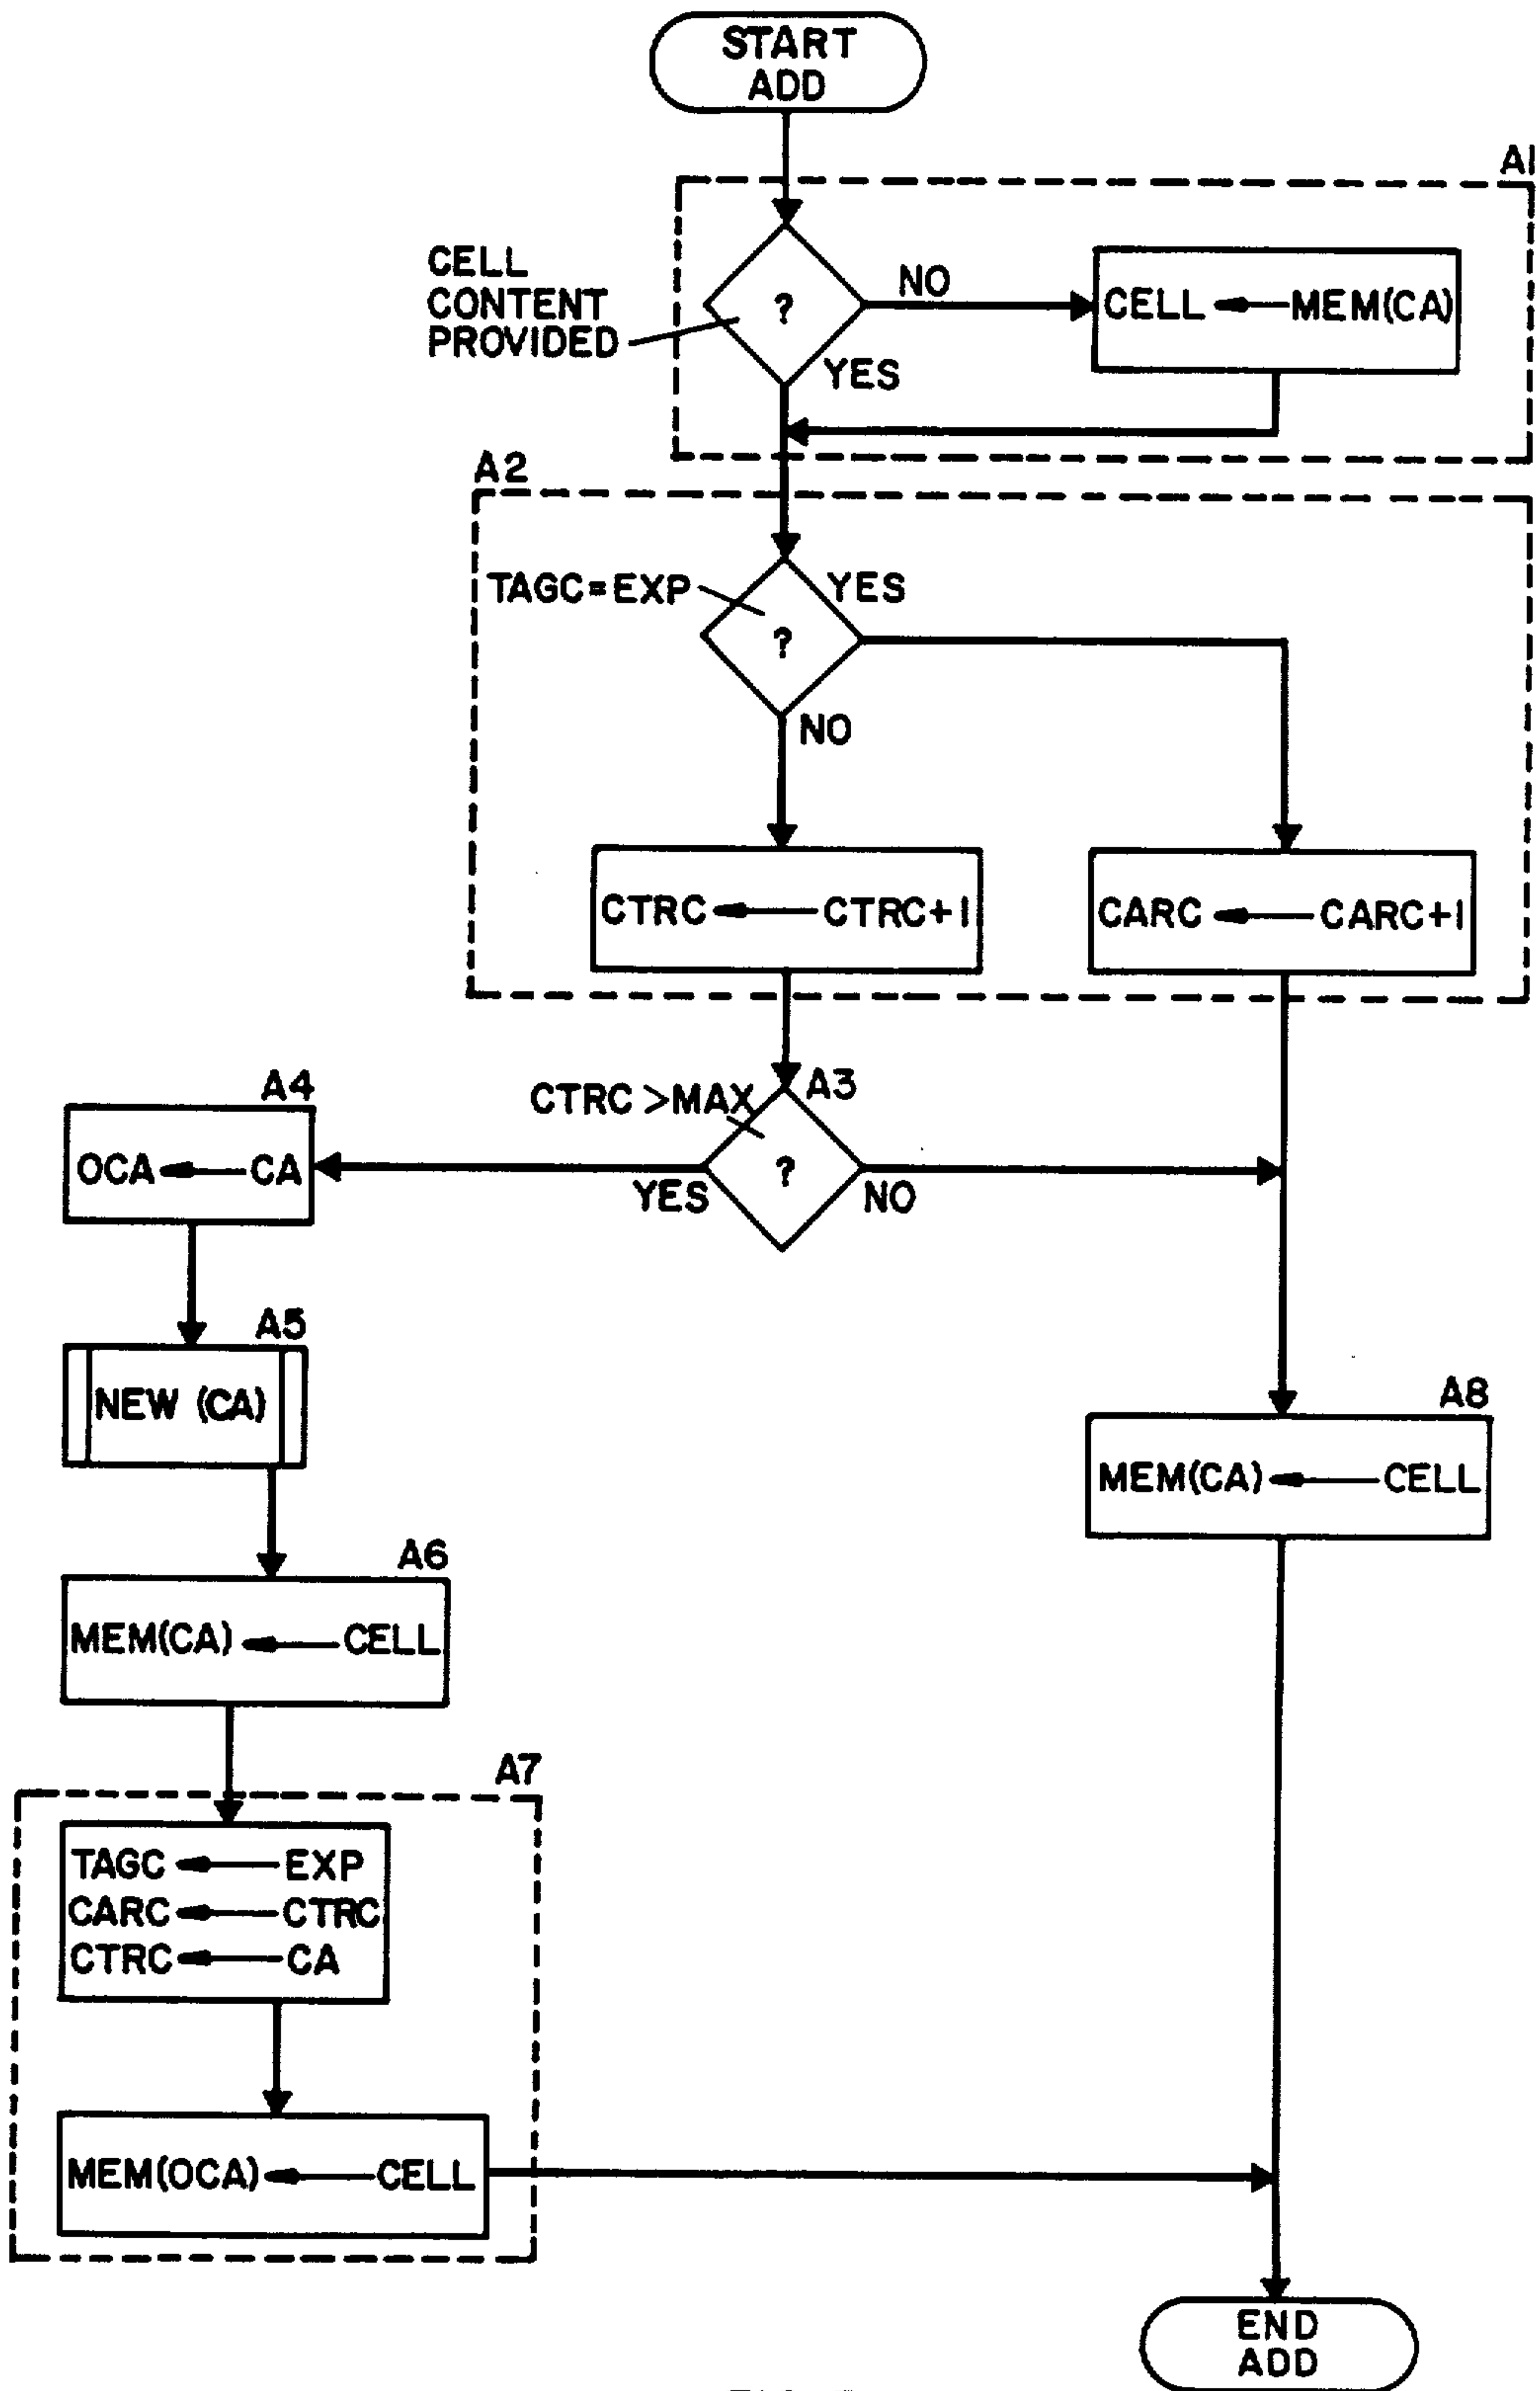 START
ADD
A1
CELL
CONTENT
PROVIDED
?
NO
CELL ← MEM(CA)
YES
A2
TAGC=EXP
?
YES
NO
CTRC ← CTRC+1
CARC ← CARC+1
CTRC >MAX
A3
?
YES
NO
A4
OCA ← CA
A5
NEW (CA)
A6
MEM(CA) ← CELL
A7
TAGC ← EXP
CARC ← CTRC
CTRC ← CA
MEM(OCA) ← CELL
A8
MEM(CA) ← CELL
END
ADD